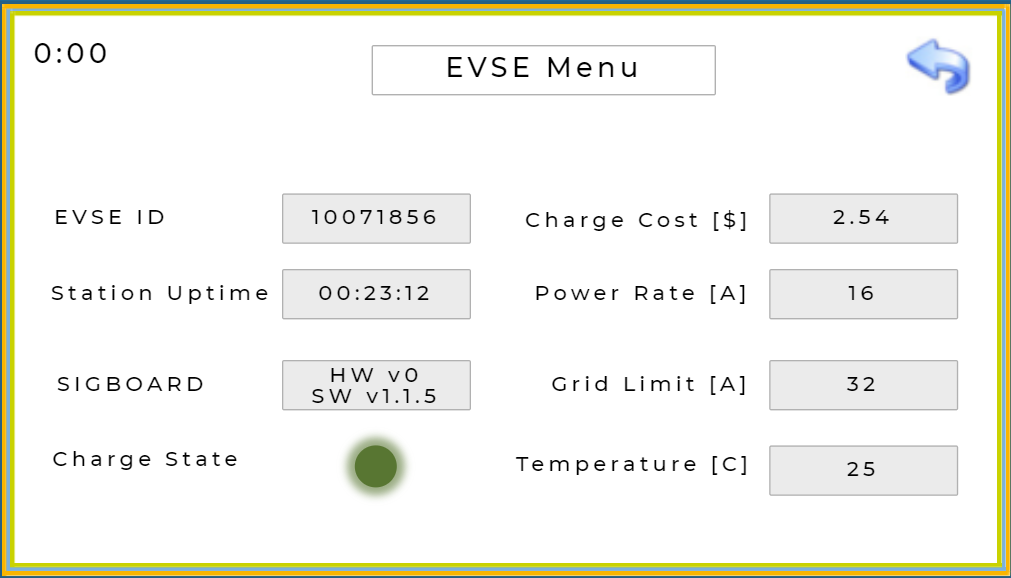 0:00
EVSE Menu
EVSE ID
10071856
Charge Cost [$]
2.54
Station Uptime
00:23:12
Power Rate [A]
16
SIGBOARD
HW v0
SW v1.1.5
Grid Limit [A]
32
Charge State
Temperature [C]
25